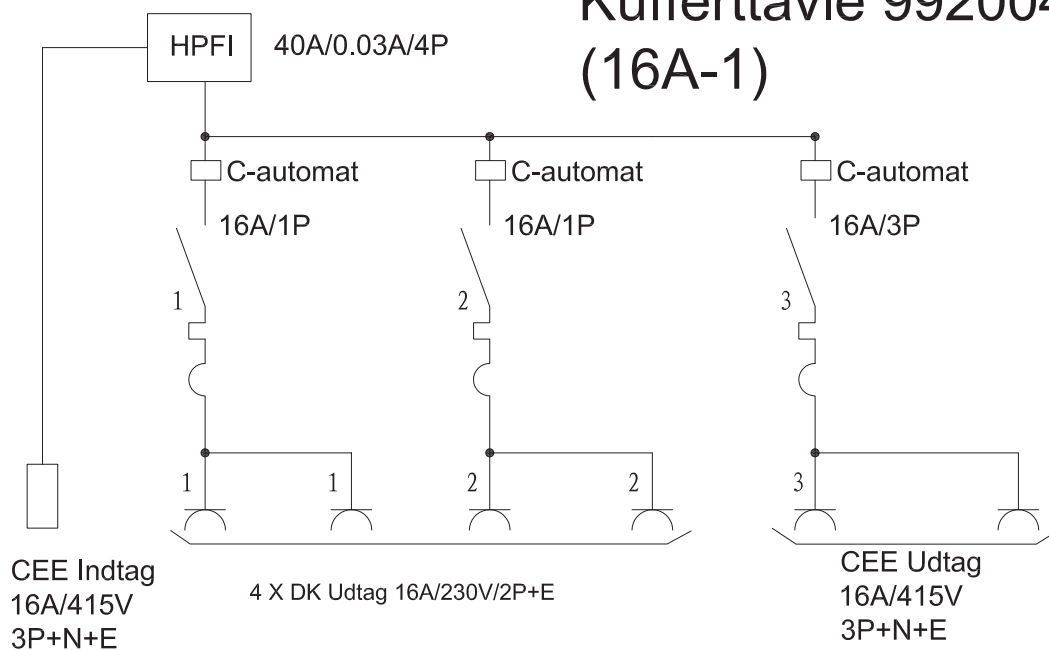 Kufferttavle 992004
(16A-1)
HPFI
40A/0.03A/4P
C-automat
C-automat
C-automat
16A/1P
16A/1P
16A/3P
1
2
3
1
1
2
2
3
CEE Indtag
16A/415V
3P+N+E
4 X DK Udtag 16A/230V/2P+E
CEE Udtag
16A/415V
3P+N+E